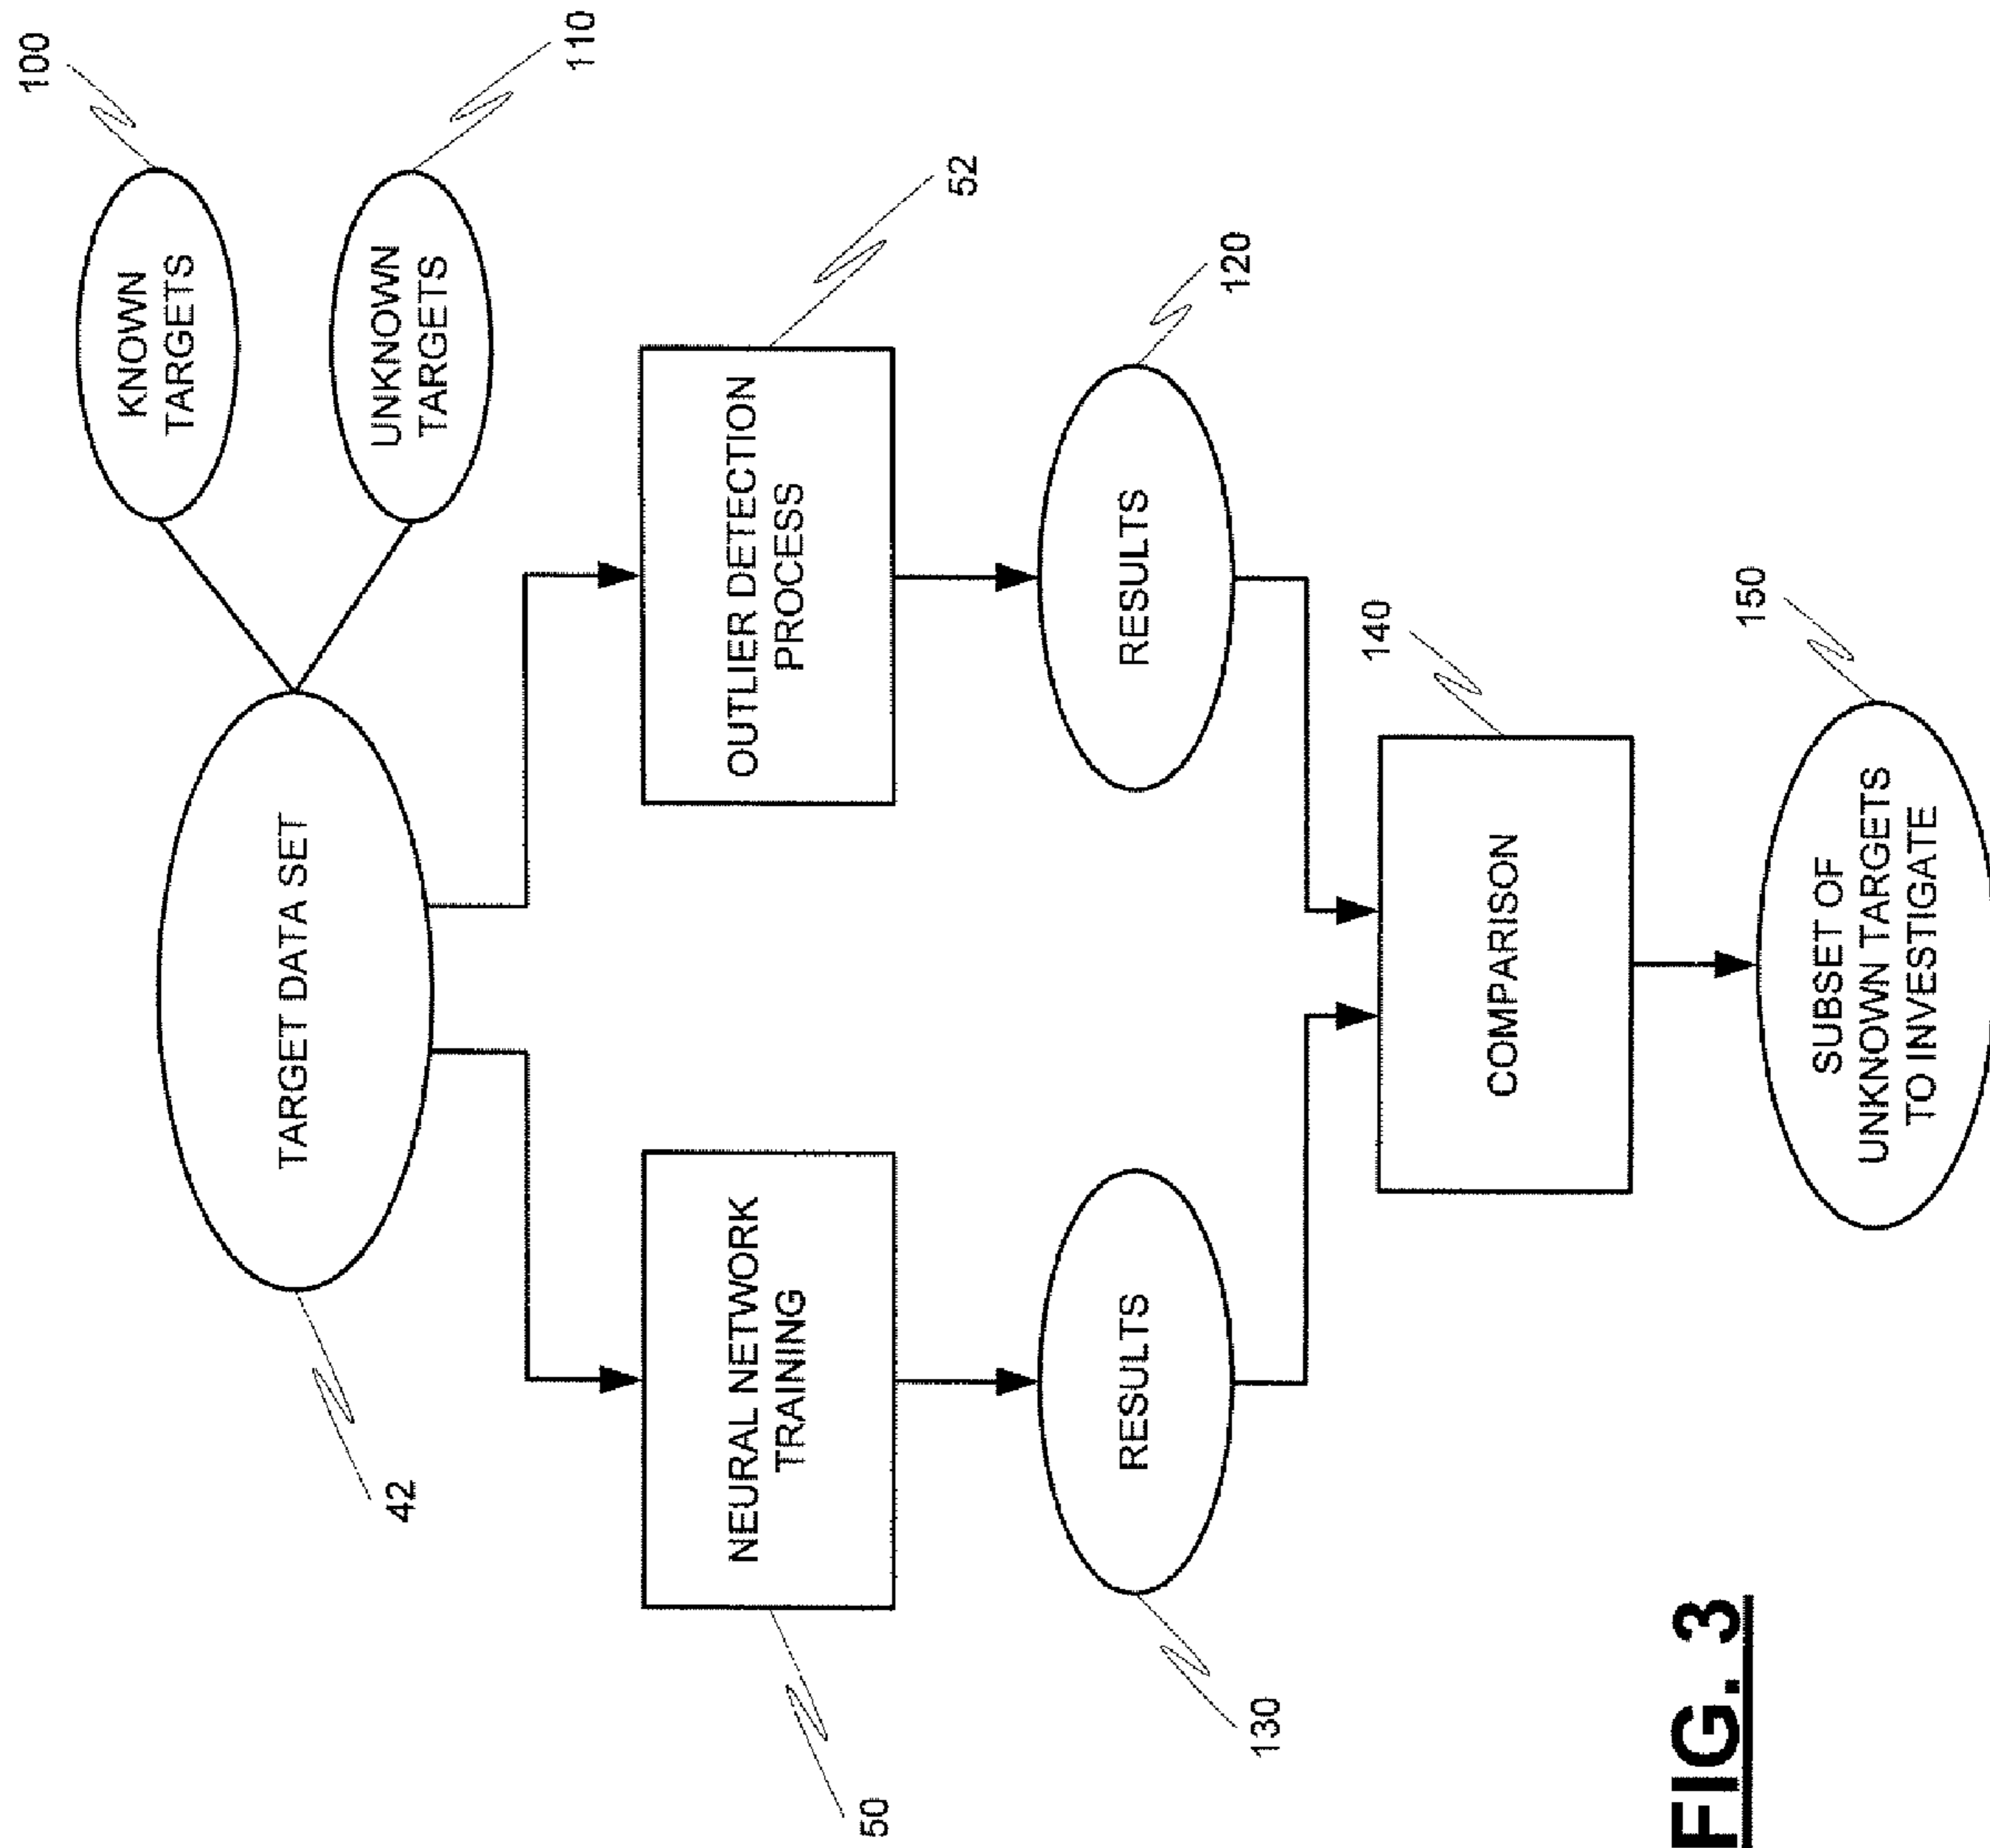 100
KNOWN
TARGETS
110
UNKNOWN
TARGETS
TARGET DATA SET
42
NEURAL NETWORK
TRAINING
50
OUTLIER DETECTION
PROCESS
52
RESULTS
130
RESULTS
120
COMPARISON
140
SUBSET OF
UNKNOWN TARGETS
TO INVESTIGATE
150
FIG. 3